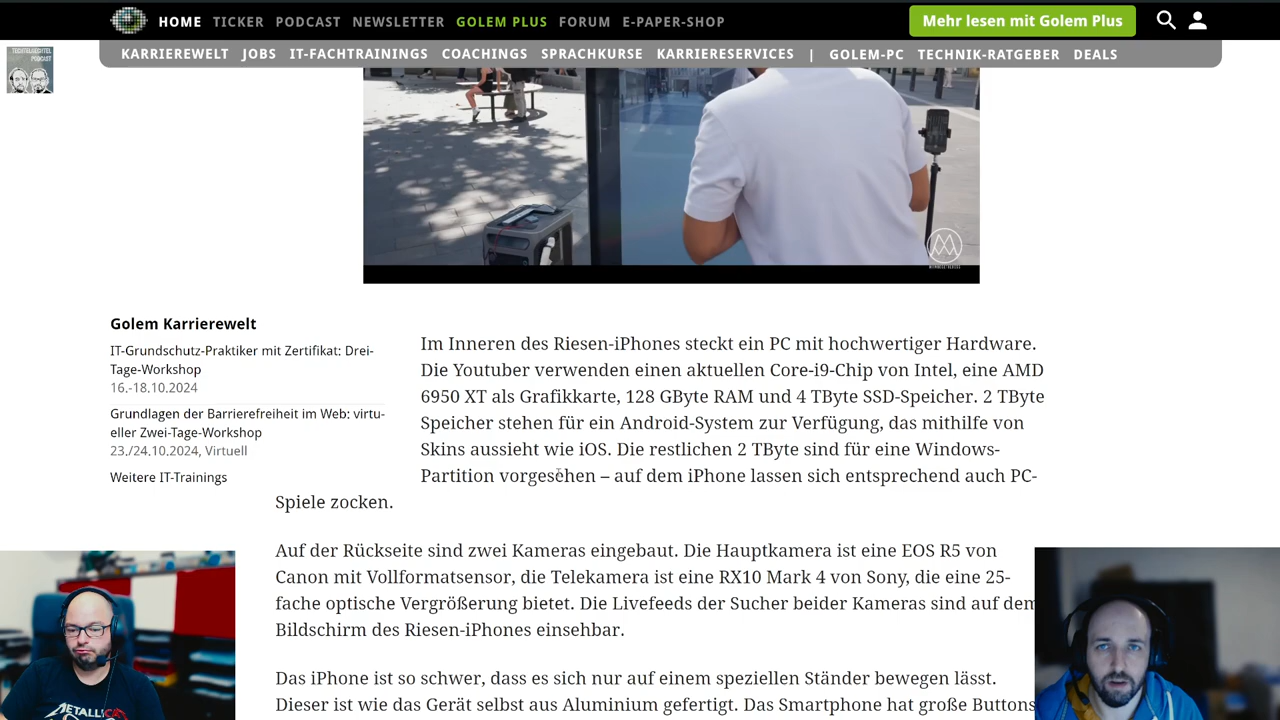 HOME TICKER PODCAST NEWSLETTER GOLEM PLUS FORUM E-PAPER-SHOP
Mehr lesen mit Golem Plus
KARRIEREWELT JOBS IT-FACHTRAININGS COACHINGS SPRACHKURSE KARRIERESERVICES | GOLEM-PC TECHNIK-RATGEBER DEALS
PODCAST
Golem Karrierewelt
IT-Grundschutz-Praktiker mit Zertifikat: Drei-
Tage-Workshop
16.-18.10.2024
Grundlagen der Barrierefreiheit im Web: virtu-
eller Zwei-Tage-Workshop
23./24.10.2024, Virtuell
Weitere IT-Trainings
Im Inneren des Riesen-iPhones steckt ein PC mit hochwertiger Hardware.
Die Youtuber verwenden einen aktuellen Core-i9-Chip von Intel, eine AMD
6950 XT als Grafikkarte, 128 GByte RAM und 4 TByte SSD-Speicher. 2 TByte
Speicher stehen für ein Android-System zur Verfügung, das mithilfe von
Skins aussieht wie iOS. Die restlichen 2 TByte sind für eine Windows-
Partition vorgesehen – auf dem iPhone lassen sich entsprechend auch PC-
Spiele zocken.
Auf der Rückseite sind zwei Kameras eingebaut. Die Hauptkamera ist eine EOS R5 von
Canon mit Vollformatsensor, die Telekamera ist eine RX10 Mark 4 von Sony, die eine 25-
fache optische Vergrößerung bietet. Die Livefeeds der Sucher beider Kameras sind auf dem
Bildschirm des Riesen-iPhones einsehbar.
Das iPhone ist so schwer, dass es sich nur auf einem speziellen Ständer bewegen lässt.
Dieser ist wie das Gerät selbst aus Aluminium gefertigt. Das Smartphone hat große Buttons